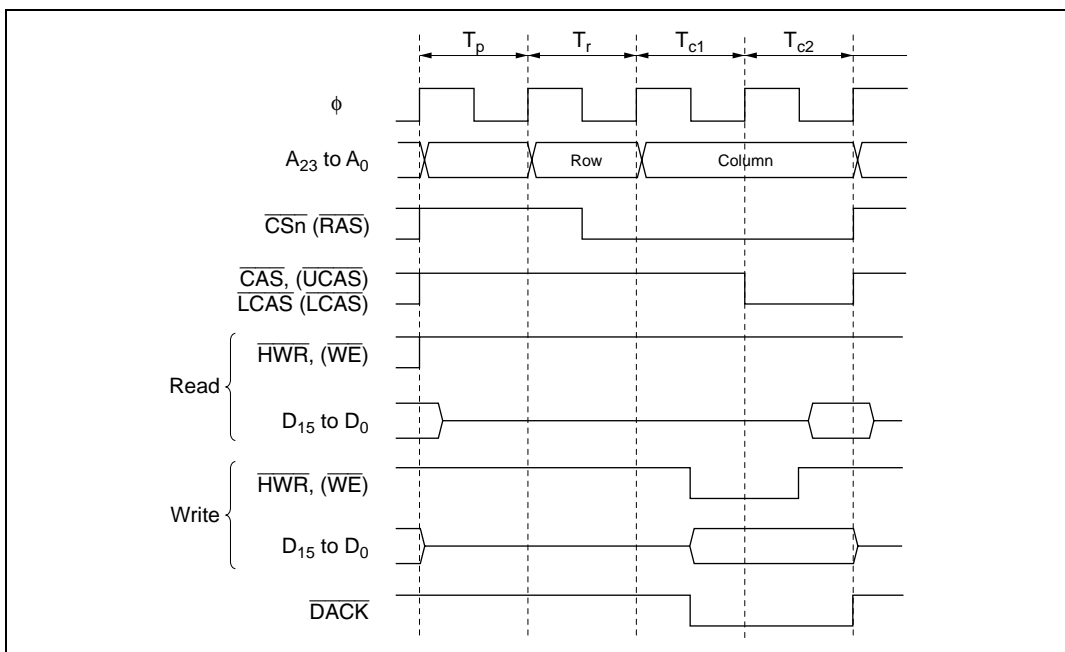 Tp Tr Tc1 Tc2
ϕ
A23 to A0 Row Column
CSn (RAS)
CAS, (UCAS)
LCAS (LCAS)
HWR, (WE)
Read
D15 to D0
HWR, (WE)
Write
D15 to D0
DACK